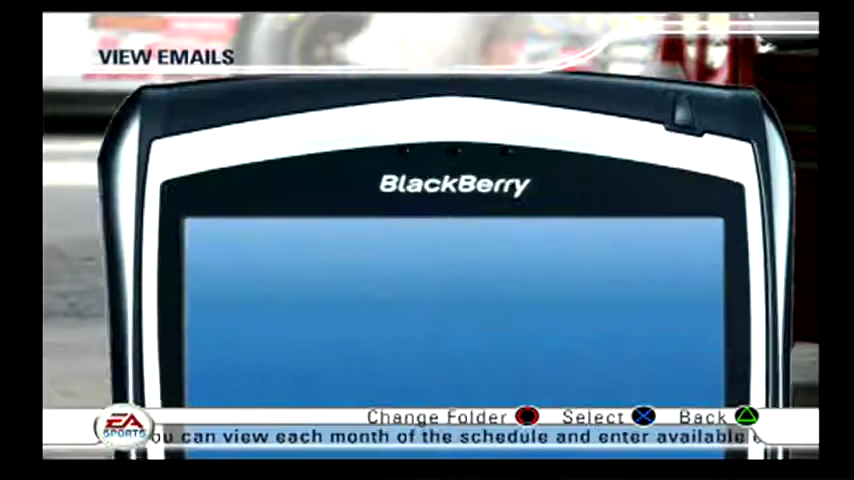 VIEW EMAILS
BlackBerry
Change Folder Select Back
EA
SPORTS
ou can view each month of the schedule and enter available